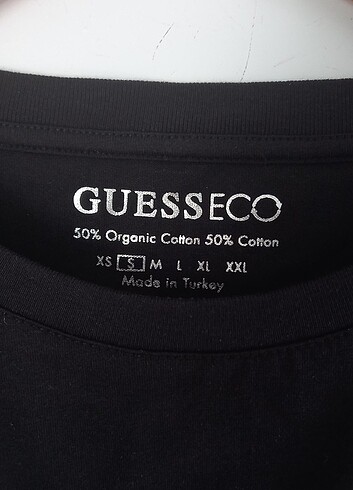 GUESSECO
50% Organic Cotton 50% Cotton
XS S M L XL XXL
Made in Turkey